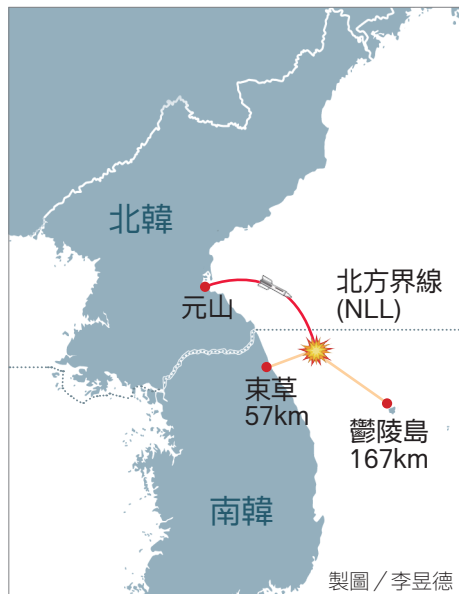 北韓
元山
北方界線
(NLL)
束草
57km
鬱陵島
167km
南韓
製圖／李昱德